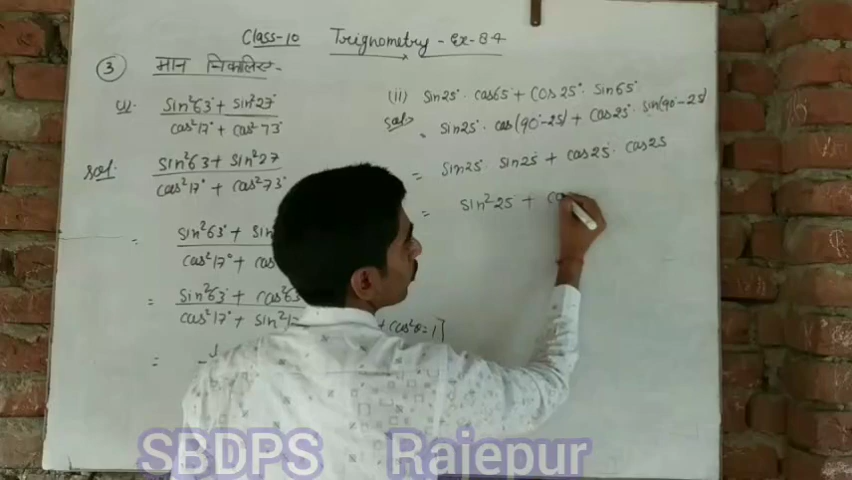 Class-10 Trignometry - Ex-8.4
3 मान निकालिए-
(i) sin²63° + sin²27°
cos²17° + cos²73°
Sol: sin²63 + sin²27
cos²17° + cos²73°
= sin²63° + sin
cos²17° + cos
= sin²63° + cos²63
cos²17° + sin²1
+ cos²θ = 1]
=
(ii) sin25° · cos65° + cos25° · sin65°
Sol = sin25° · cos(90°-25) + cos25° · sin(90°-25)
= sin25° · sin25 + cos25° · cos25
= sin²25° + co
SBDPS Rajepur